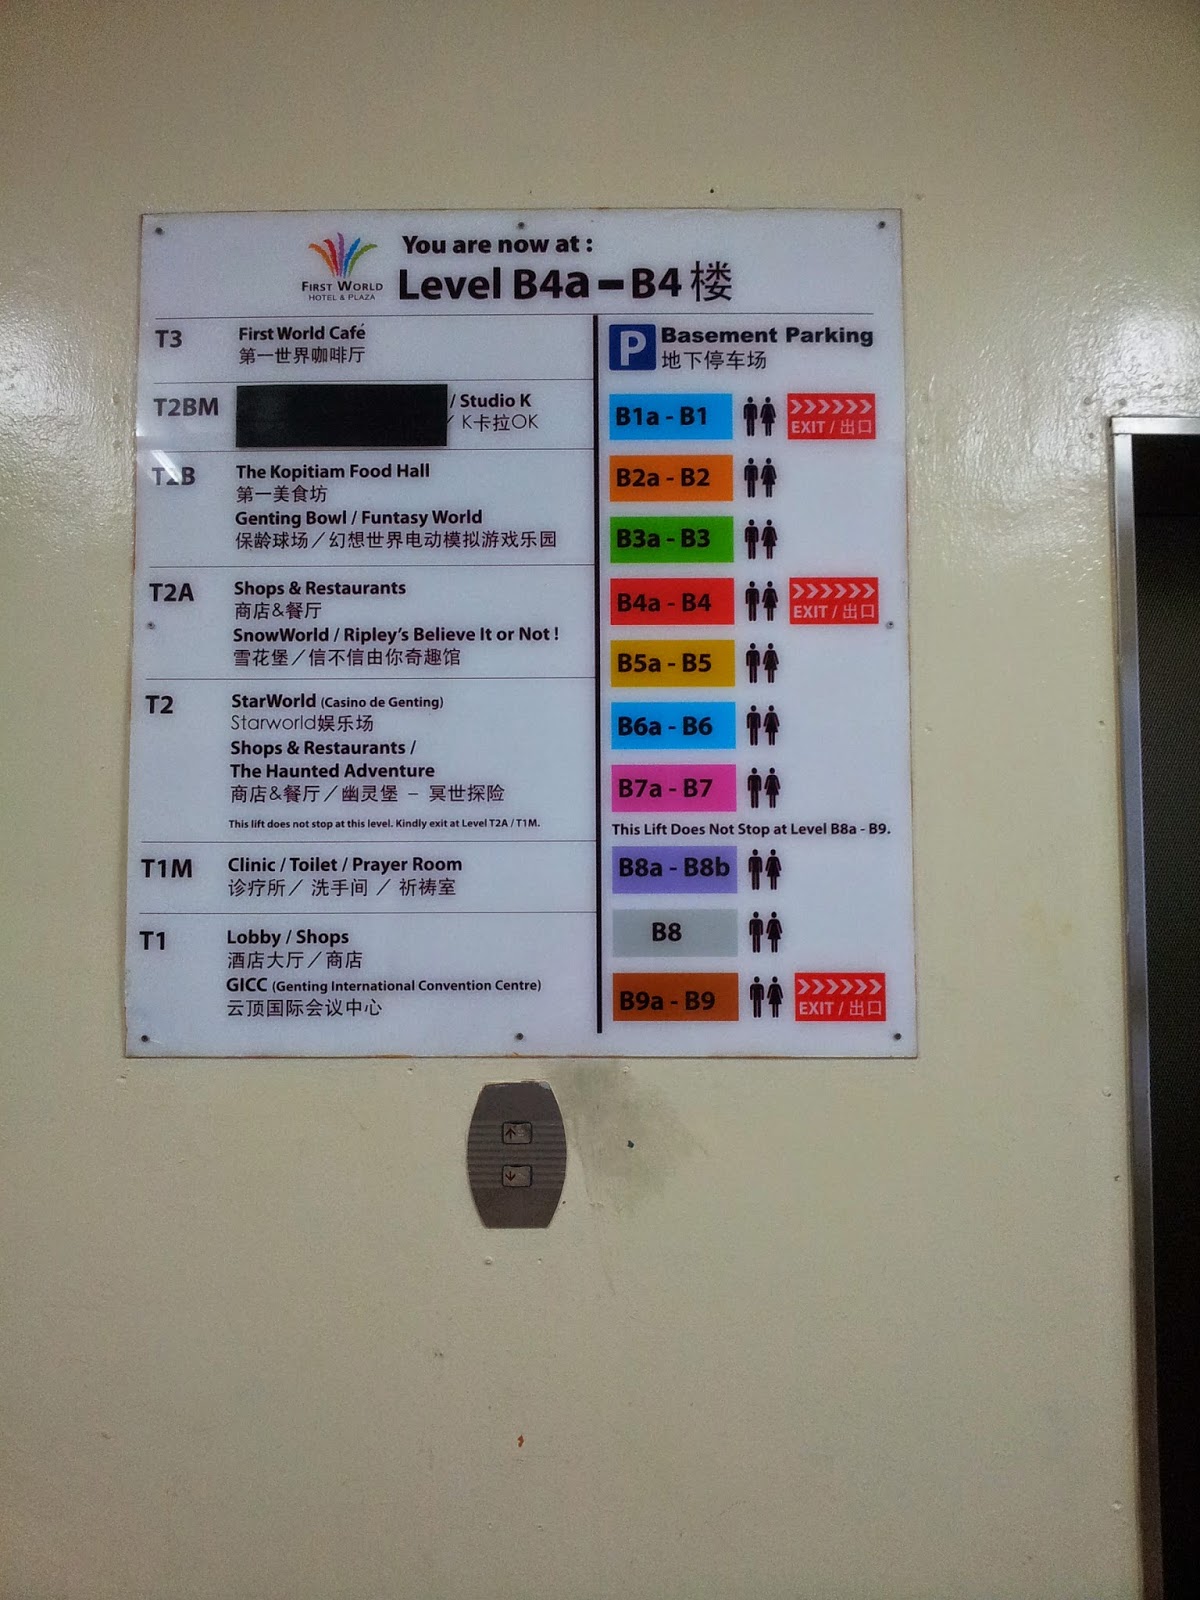 FIRST WORLD
HOTEL & PLAZA
You are now at :
Level B4a – B4 楼
T3
First World Café
第一世界咖啡厅
T2BM
/ Studio K
/ K卡拉OK
T2B
The Kopitiam Food Hall
第一美食坊
Genting Bowl / Funtasy World
保龄球场／幻想世界电动模拟游戏乐园
T2A
Shops & Restaurants
商店&餐厅
SnowWorld / Ripley's Believe It or Not !
雪花堡／信不信由你奇趣馆
T2
StarWorld (Casino de Genting)
Starworld娱乐场
Shops & Restaurants /
The Haunted Adventure
商店&餐厅／幽灵堡 – 冥世探险
This lift does not stop at this level. Kindly exit at Level T2A / T1M.
T1M
Clinic / Toilet / Prayer Room
诊疗所／ 洗手间 ／ 祈祷室
T1
Lobby / Shops
酒店大厅／商店
GICC (Genting International Convention Centre)
云顶国际会议中心
P Basement Parking
地下停车场
B1a - B1
EXIT / 出口
B2a - B2
B3a - B3
B4a - B4
EXIT / 出口
B5a - B5
B6a - B6
B7a - B7
This Lift Does Not Stop at Level B8a - B9.
B8a - B8b
B8
B9a - B9
EXIT / 出口